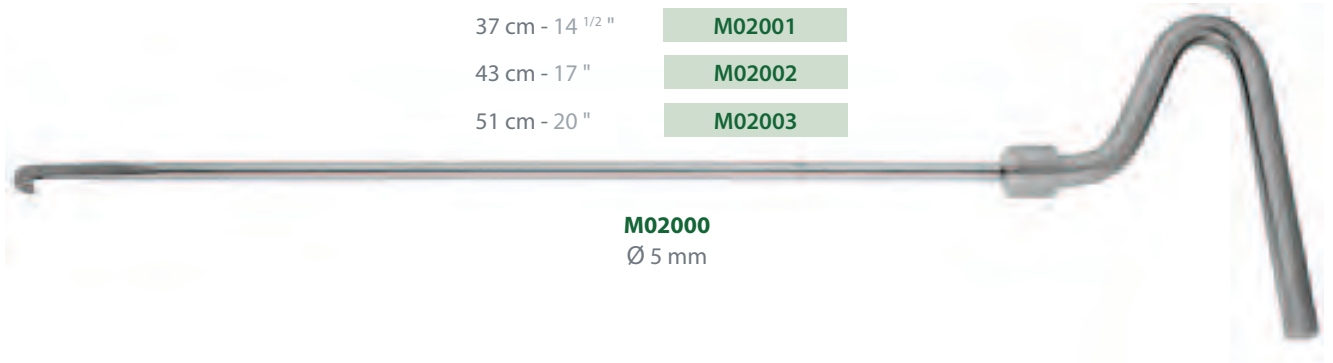 37 cm - 14 1/2 " M02001
43 cm - 17 " M02002
51 cm - 20 " M02003
M02000
Ø 5 mm